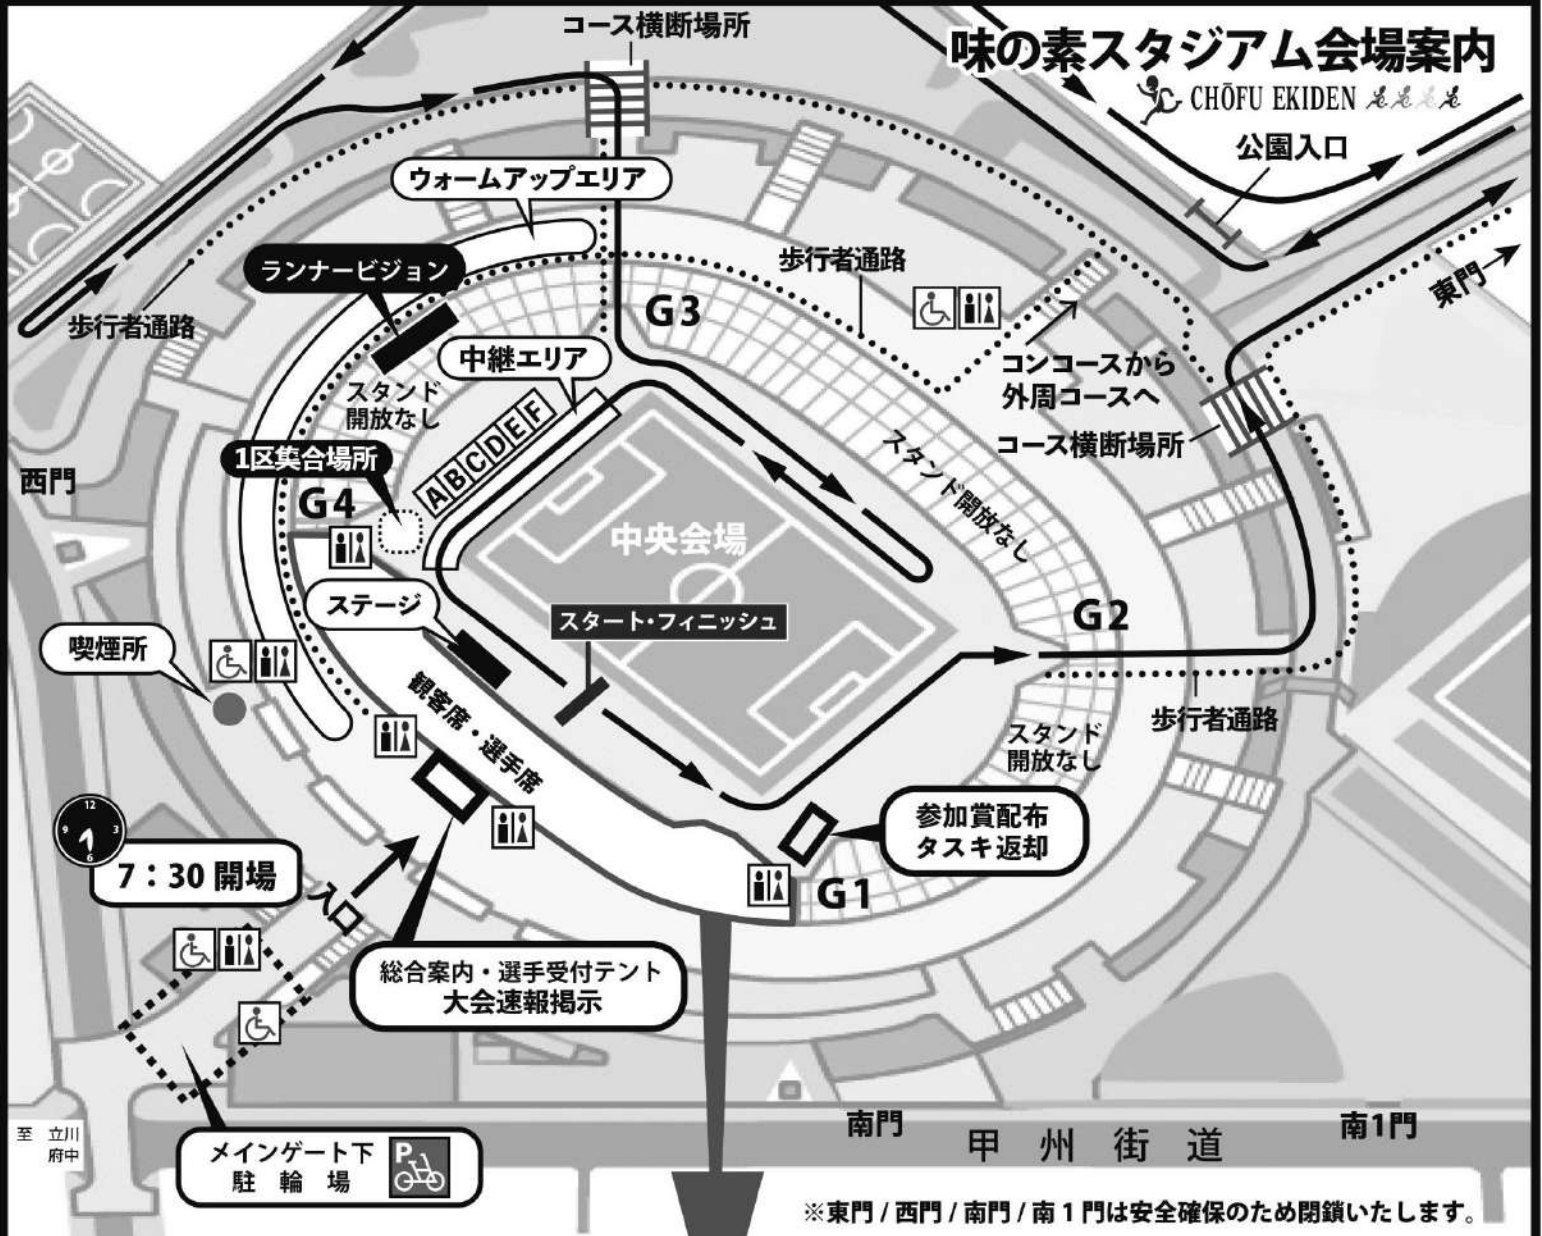 コース横断場所
味の素スタジアム会場案内
CHŌFU EKIDEN
公園入口
ウォームアップエリア
ランナービジョン
歩行者通路
G3
歩行者通路
東門
中継エリア
コンコースから
外周コースへ
スタンド
開放なし
A B C D E F
コース横断場所
スタンド開放なし
1区集合場所
西門
G4
中央会場
ステージ
スタート・フィニッシュ
G2
喫煙所
観客席・選手席
歩行者通路
スタンド
開放なし
12
9 3
6
7：30 開場
参加賞配布
タスキ返却
入口
G1
総合案内・選手受付テント
大会速報掲示
南門
甲州街道
南1門
至 立川
府中
メインゲート下
駐輪場
P
※東門 / 西門 / 南門 / 南 1 門は安全確保のため閉鎖いたします。